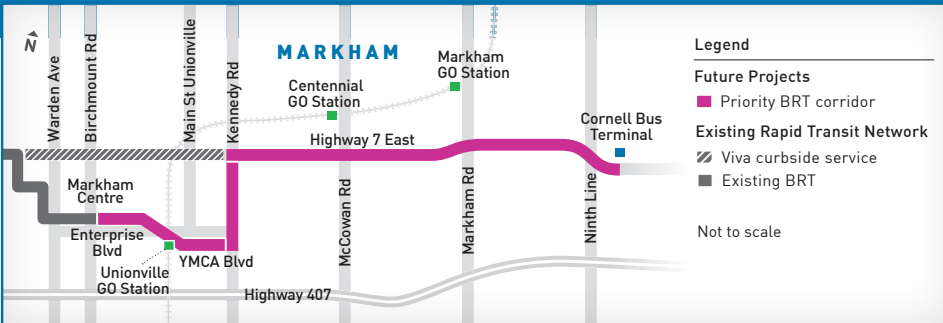 N
Warden Ave
Birchmount Rd
Main St Unionville
Kennedy Rd
MARKHAM
Centennial
GO Station
Markham
GO Station
Highway 7 East
Cornell Bus
Terminal
Markham
Centre
Enterprise
Blvd
Unionville
GO Station
YMCA Blvd
McCowan Rd
Markham Rd
Ninth Line
Highway 407
Legend
Future Projects
Priority BRT corridor
Existing Rapid Transit Network
Viva curbside service
Existing BRT
Not to scale